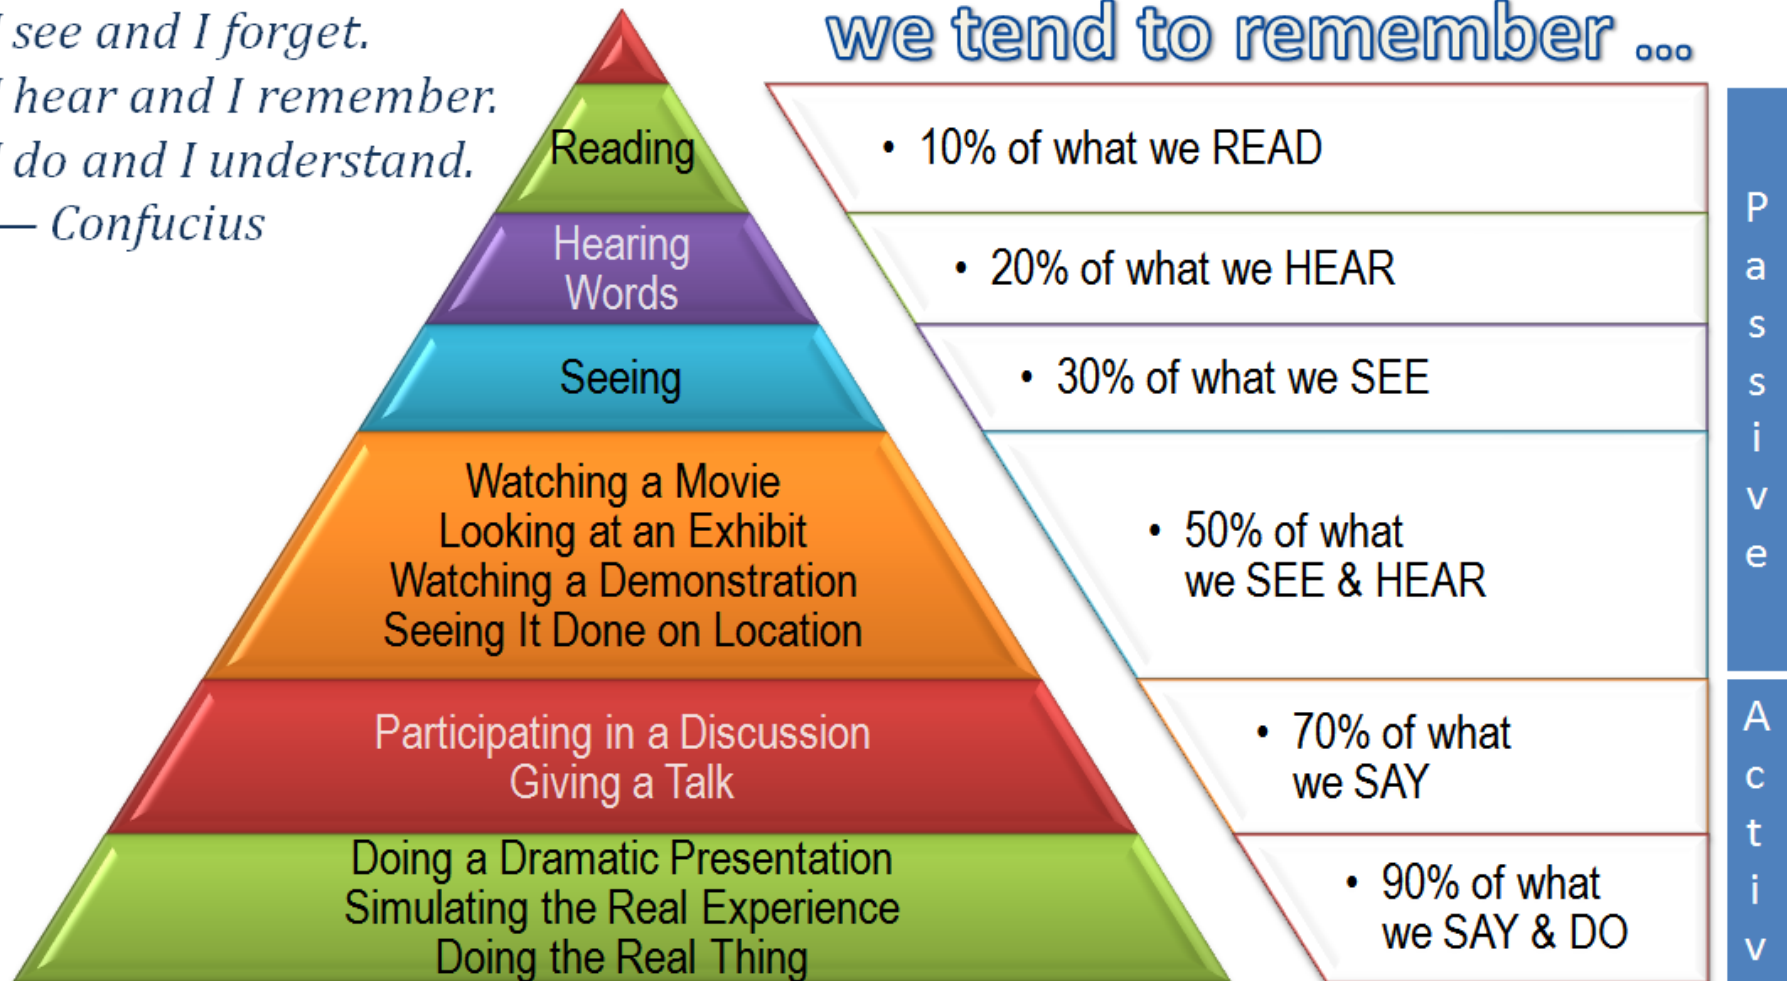 I see and I forget.
I hear and I remember.
I do and I understand.
— Confucius
we tend to remember ...
Reading
• 10% of what we READ
Hearing
Words
• 20% of what we HEAR
Seeing
• 30% of what we SEE
Watching a Movie
Looking at an Exhibit
Watching a Demonstration
Seeing It Done on Location
• 50% of what
we SEE & HEAR
Participating in a Discussion
Giving a Talk
• 70% of what
we SAY
Doing a Dramatic Presentation
Simulating the Real Experience
Doing the Real Thing
• 90% of what
we SAY & DO
Passive
Activ